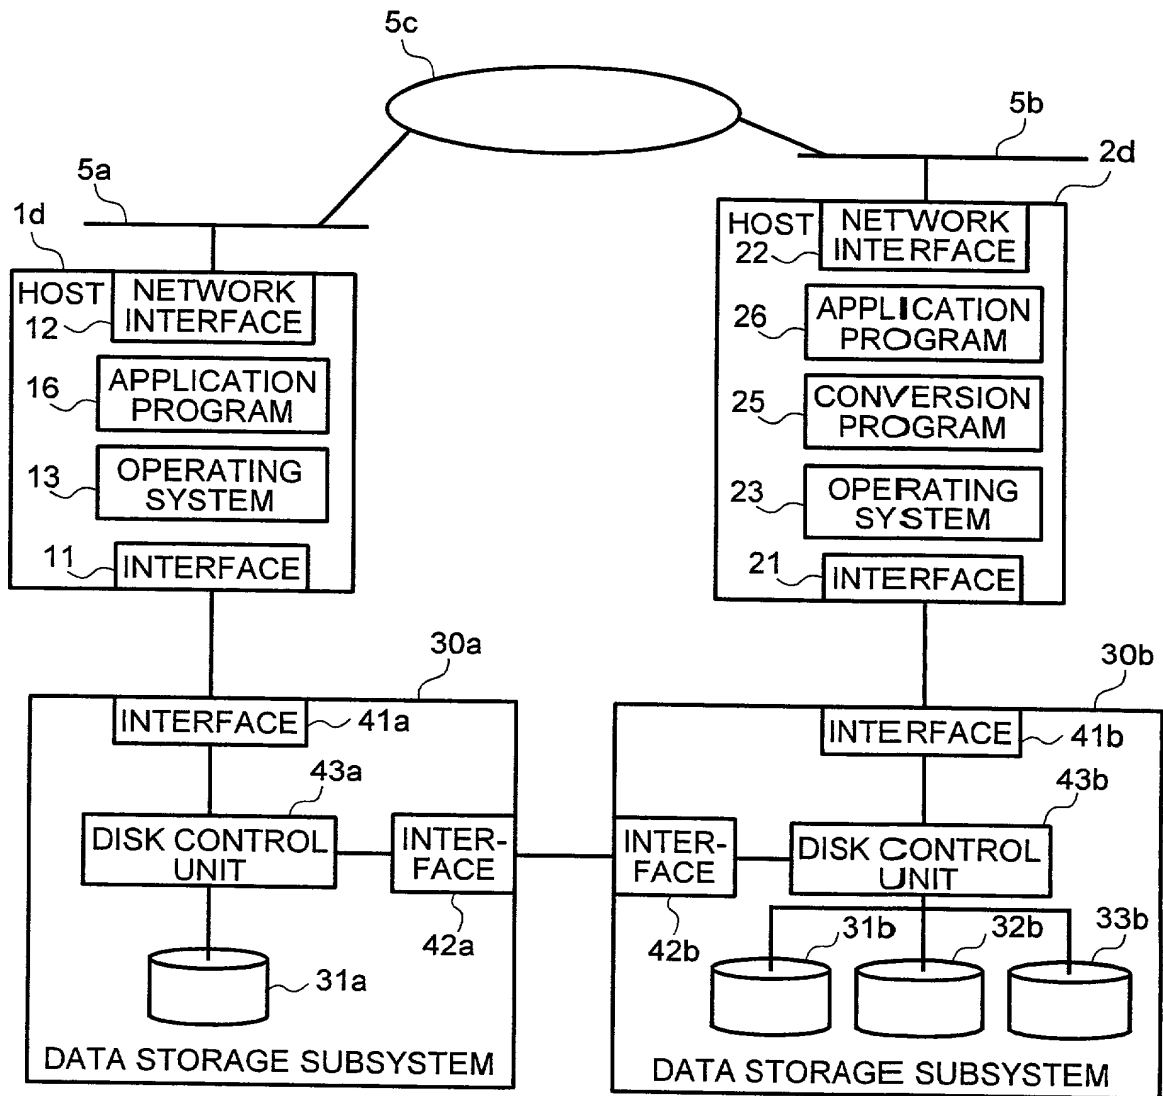 5c
5b
2d
5a
1d
HOST
12
NETWORK
INTERFACE
16
APPLICATION
PROGRAM
13
OPERATING
SYSTEM
11
INTERFACE
HOST
22
NETWORK
INTERFACE
26
APPLICATION
PROGRAM
25
CONVERSION
PROGRAM
23
OPERATING
SYSTEM
21
INTERFACE
30a
INTERFACE
41a
43a
DISK CONTROL
UNIT
INTER-
FACE
42a
31a
DATA STORAGE SUBSYSTEM
30b
INTERFACE
41b
43b
INTER-
FACE
42b
DISK CONTROL
UNIT
31b
32b
33b
DATA STORAGE SUBSYSTEM